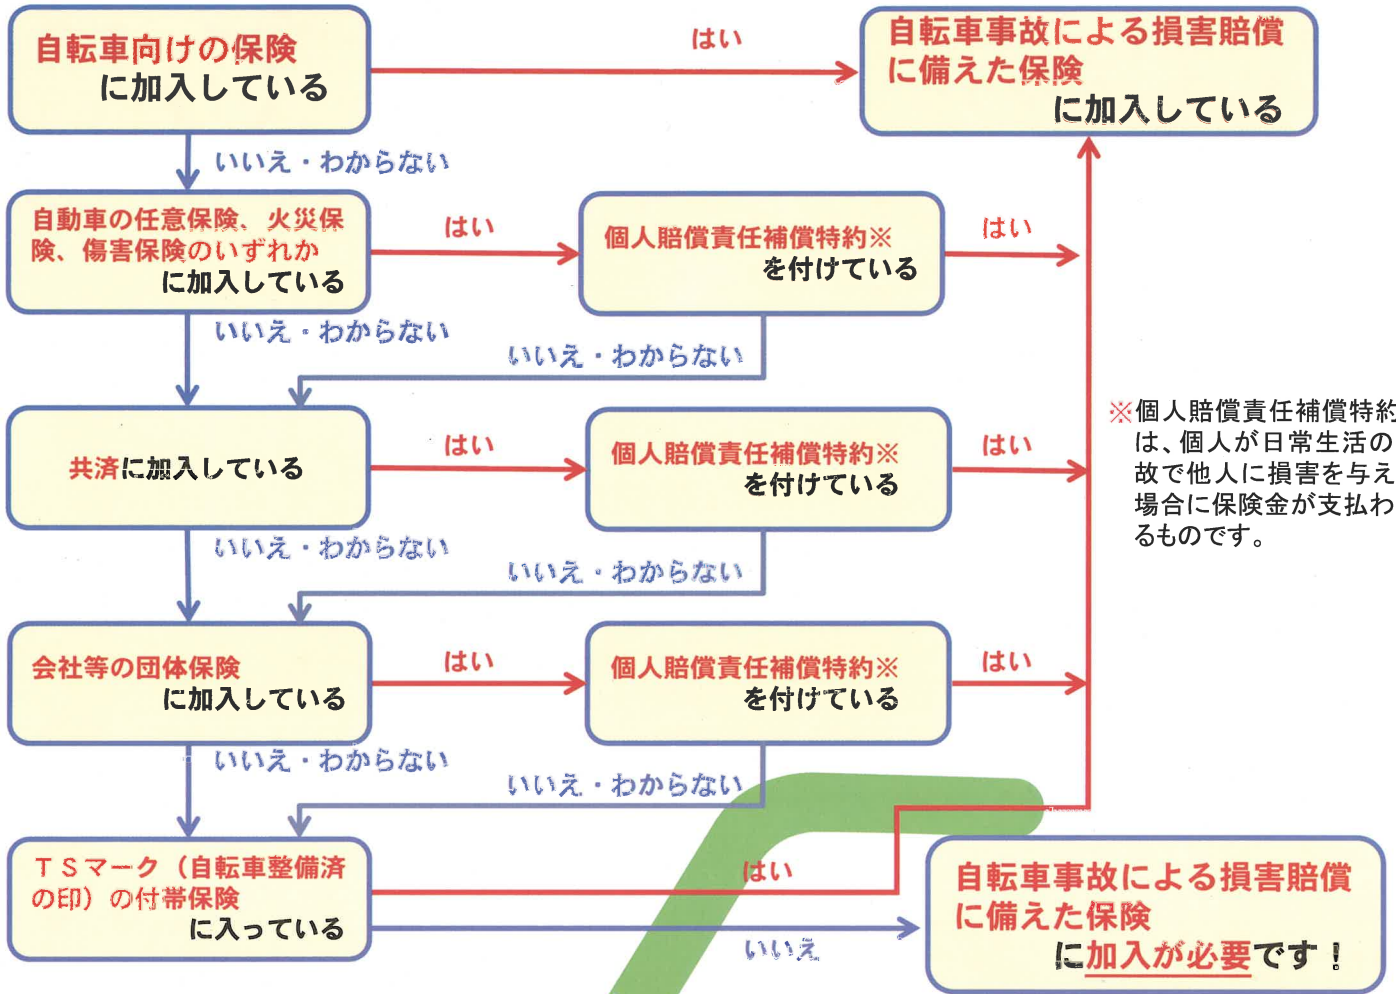 自転車向けの保険
に加入している
はい
自転車事故による損害賠償
に備えた保険
に加入している
いいえ・わからない
自動車の任意保険、火災保
険、傷害保険のいずれか
に加入している
はい
個人賠償責任補償特約※
を付けている
はい
いいえ・わからない
いいえ・わからない
共済に加入している
はい
個人賠償責任補償特約※
を付けている
はい
※個人賠償責任補償特約
は、個人が日常生活の
故で他人に損害を与え
場合に保険金が支払わ
るものです。
いいえ・わからない
いいえ・わからない
会社等の団体保険
に加入している
はい
個人賠償責任補償特約※
を付けている
はい
いいえ・わからない
いいえ・わからない
ＴＳマーク（自転車整備済
の印）の付帯保険
に入っている
はい
いいえ
自転車事故による損害賠償
に備えた保険
に加入が必要です！